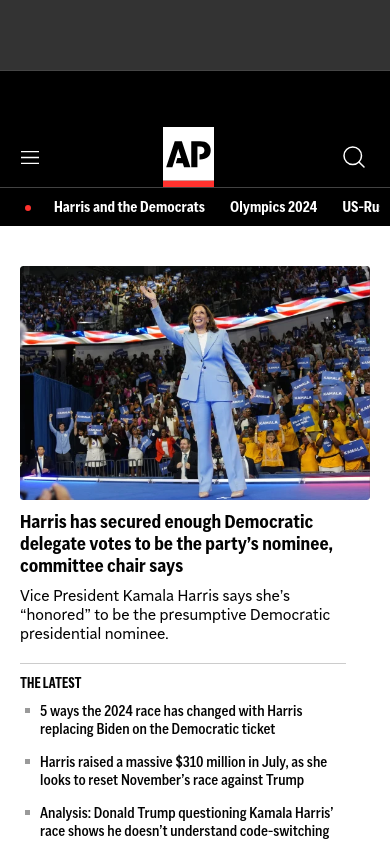 AP
Harris and the Democrats Olympics 2024 US-Ru
KAMALA
Harris has secured enough Democratic
delegate votes to be the party’s nominee,
committee chair says
Vice President Kamala Harris says she’s
“honored” to be the presumptive Democratic
presidential nominee.
THE LATEST
5 ways the 2024 race has changed with Harris
replacing Biden on the Democratic ticket
Harris raised a massive $310 million in July, as she
looks to reset November’s race against Trump
Analysis: Donald Trump questioning Kamala Harris’
race shows he doesn’t understand code-switching